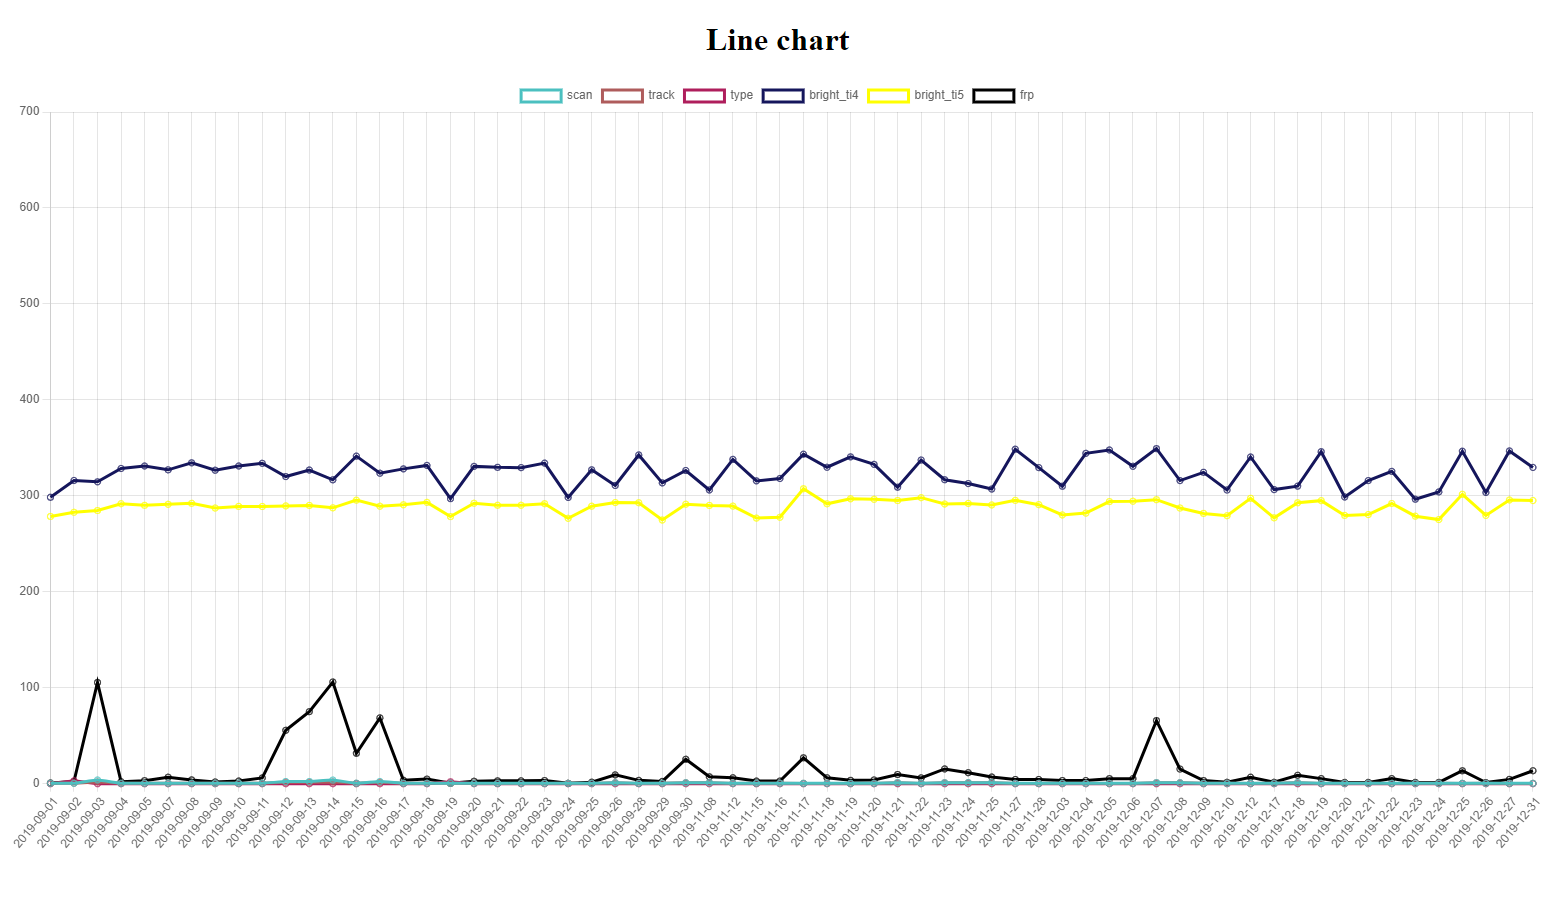 Line chart
scan track type bright_ti4 bright_ti5 frp
700
600
500
400
300
200
100
0
2019-09-01 2019-09-02 2019-09-03 2019-09-04 2019-09-05 2019-09-07 2019-09-08 2019-09-09 2019-09-10 2019-09-11 2019-09-12 2019-09-13 2019-09-14 2019-09-15 2019-09-16 2019-09-17 2019-09-18 2019-09-19 2019-09-20 2019-09-21 2019-09-22 2019-09-23 2019-09-24 2019-09-25 2019-09-26 2019-09-28 2019-09-29 2019-09-30 2019-11-08 2019-11-12 2019-11-15 2019-11-16 2019-11-17 2019-11-18 2019-11-19 2019-11-20 2019-11-21 2019-11-22 2019-11-23 2019-11-24 2019-11-25 2019-11-27 2019-11-28 2019-12-03 2019-12-04 2019-12-05 2019-12-06 2019-12-07 2019-12-08 2019-12-09 2019-12-10 2019-12-12 2019-12-17 2019-12-18 2019-12-19 2019-12-20 2019-12-21 2019-12-22 2019-12-23 2019-12-24 2019-12-25 2019-12-26 2019-12-27 2019-12-31